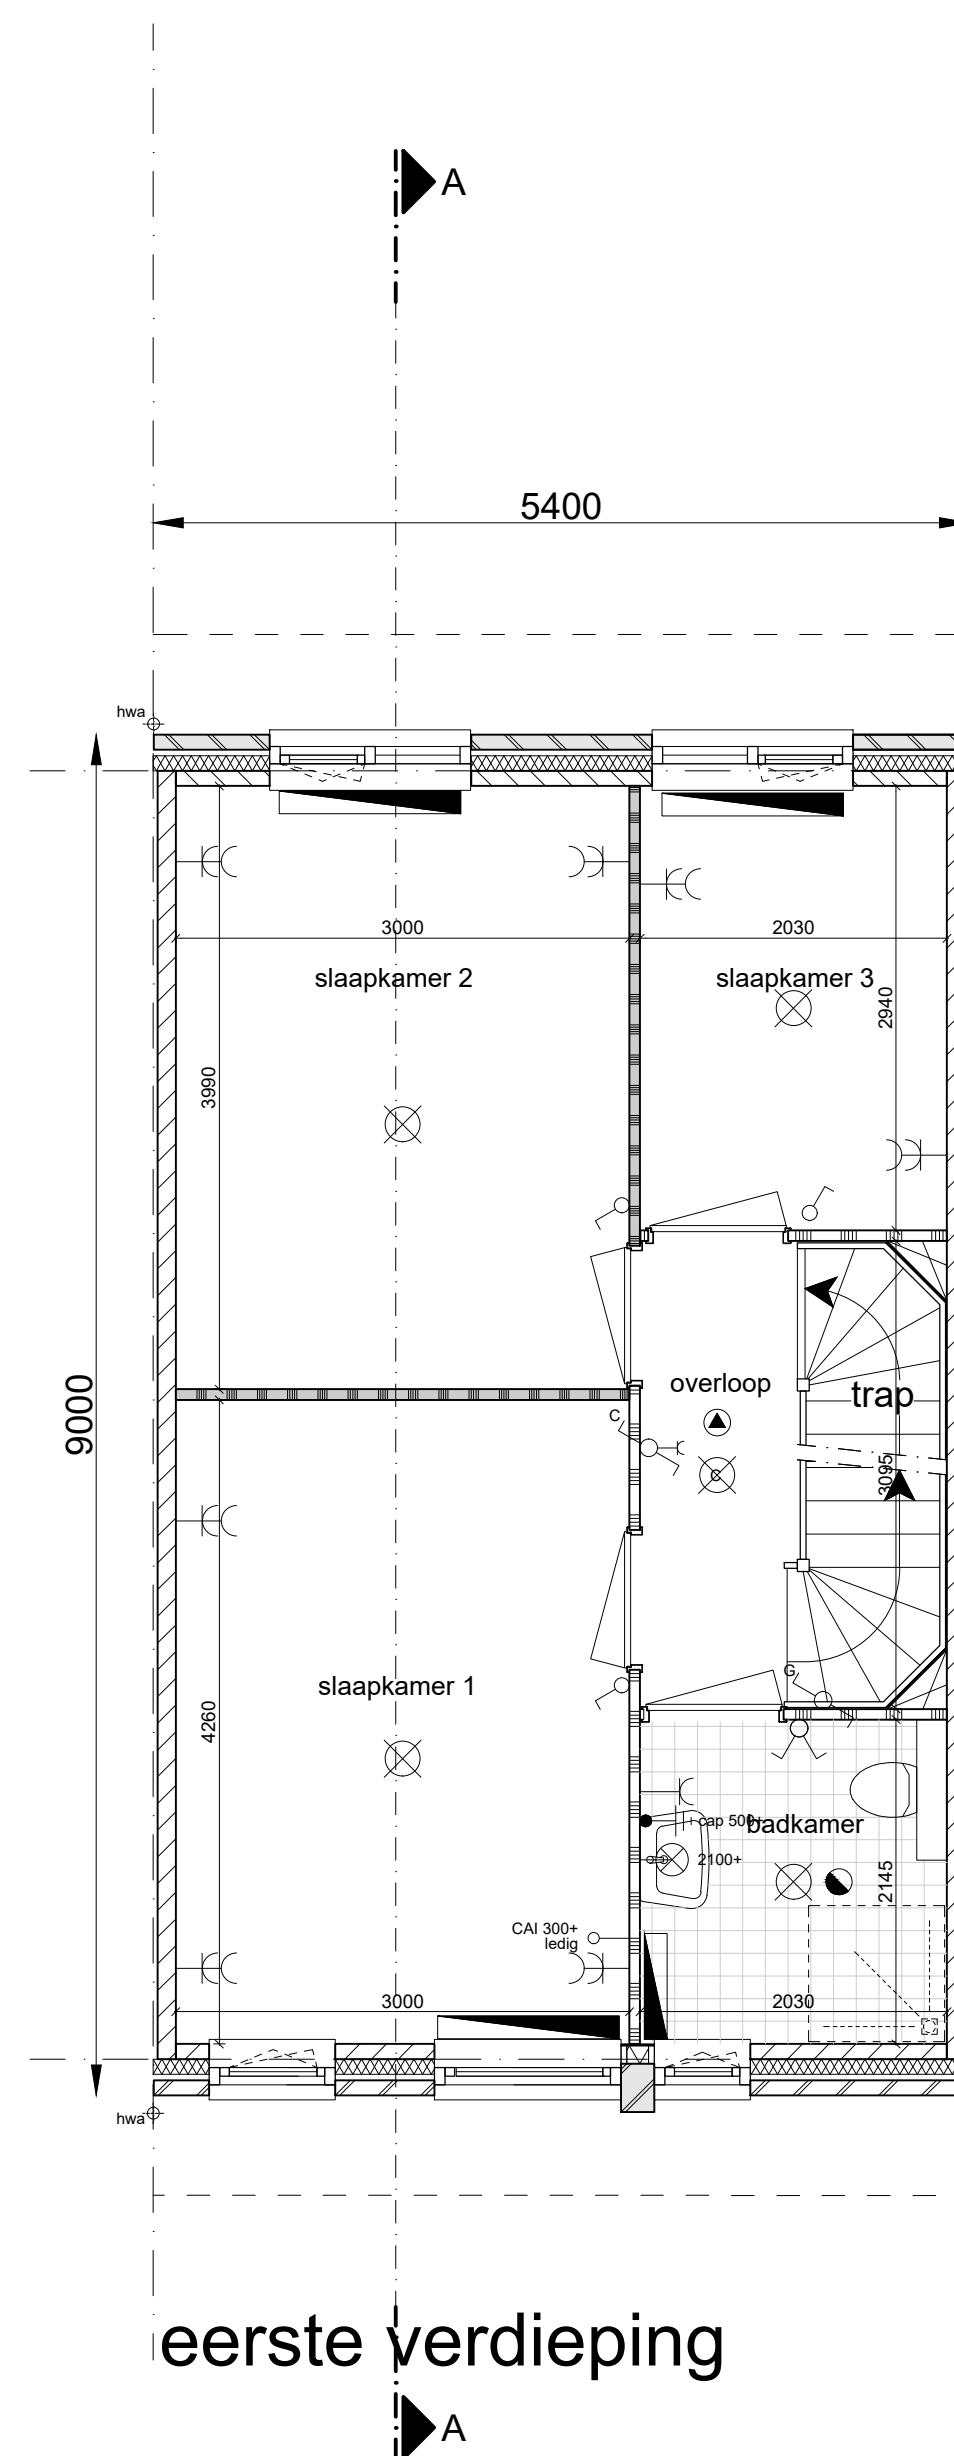 A
5400
hwa
3000
2030
slaapkamer 2
slaapkamer 3
2940
3990
9000
overloop
trap
C
C
3095
G
slaapkamer 1
4260
cap 500+
badkamer
2100+
2145
CAI 300+
ledig
3000
2030
hwa
eerste verdieping
A